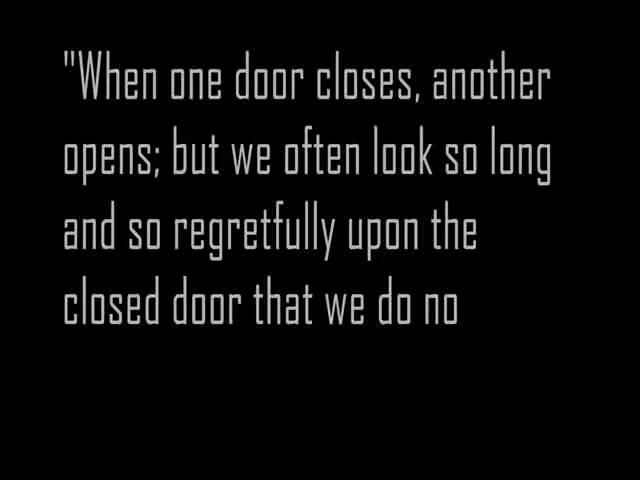 "When one door closes, another
opens; but we often look so long
and so regretfully upon the
closed door that we do no